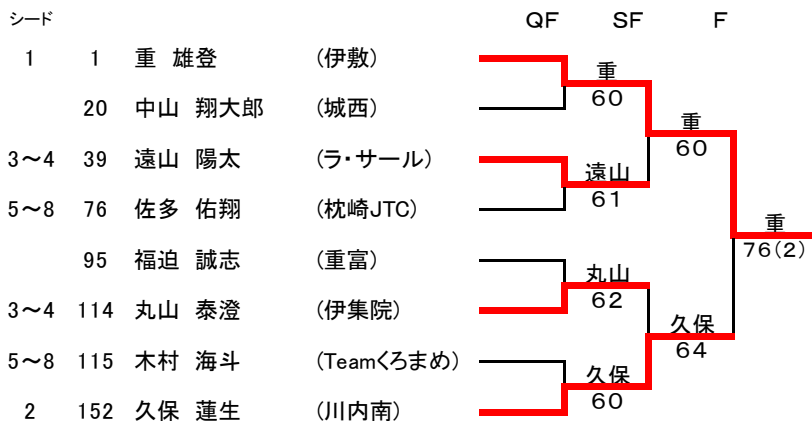 シード QF SF F
1 1 重 雄登 (伊敷)
重
60
20 中山 翔大郎 (城西)
重
60
3～4 39 遠山 陽太 (ラ・サール)
遠山
61
5～8 76 佐多 佑翔 (枕崎JTC)
重
76(2)
95 福迫 誠志 (重富)
丸山
62
3～4 114 丸山 泰澄 (伊集院)
久保
64
5～8 115 木村 海斗 (Teamくろまめ)
久保
60
2 152 久保 蓮生 (川内南)